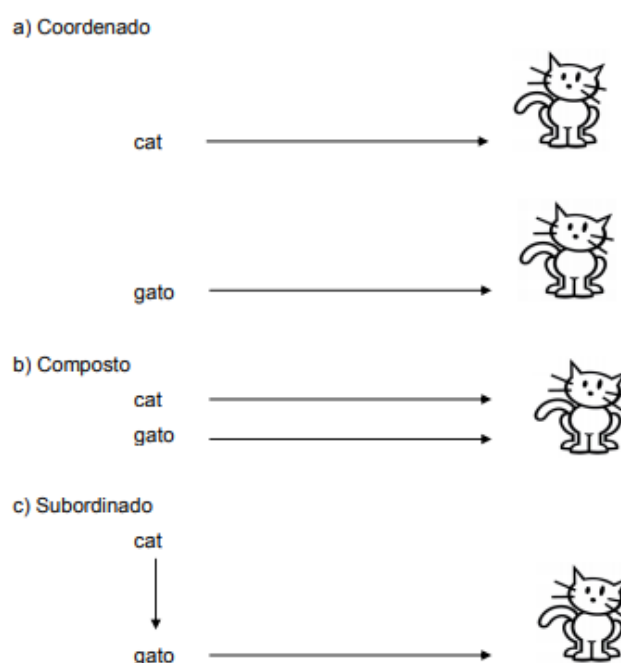 a) Coordenado
cat
gato
b) Composto
cat
gato
c) Subordinado
cat
gato